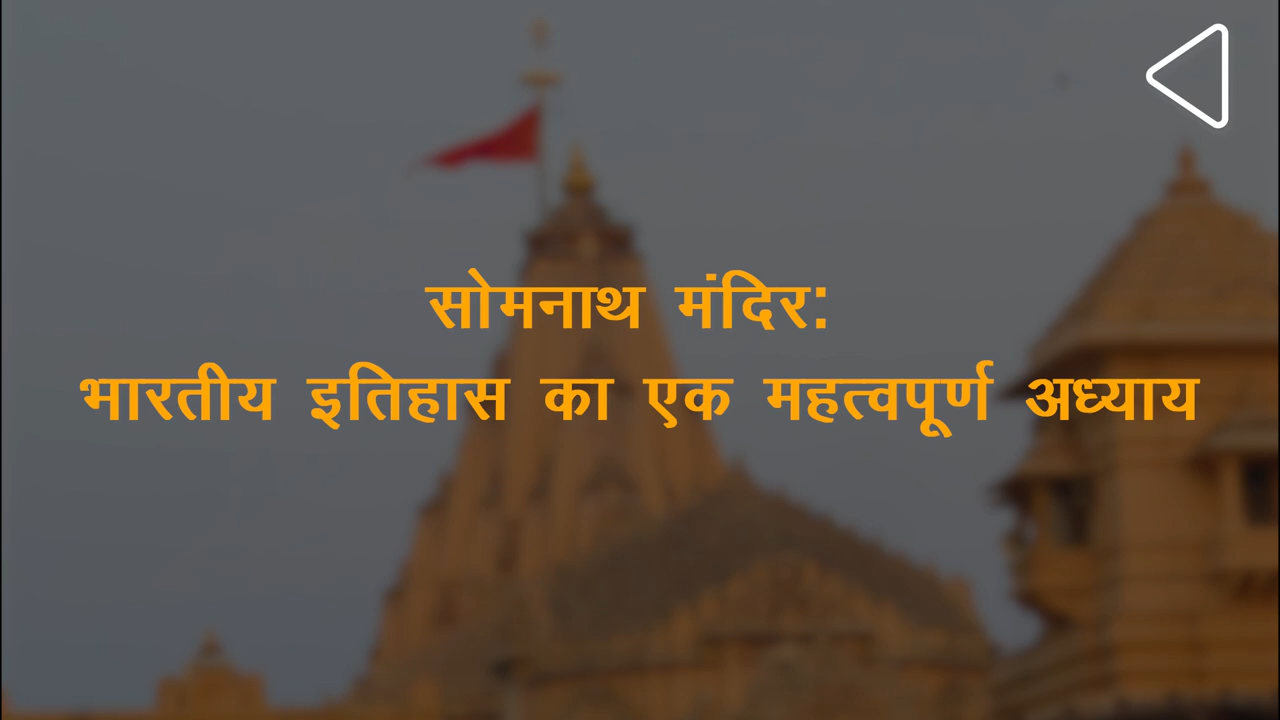 सोमनाथ मंदिर:
भारतीय इतिहास का एक महत्वपूर्ण अध्याय